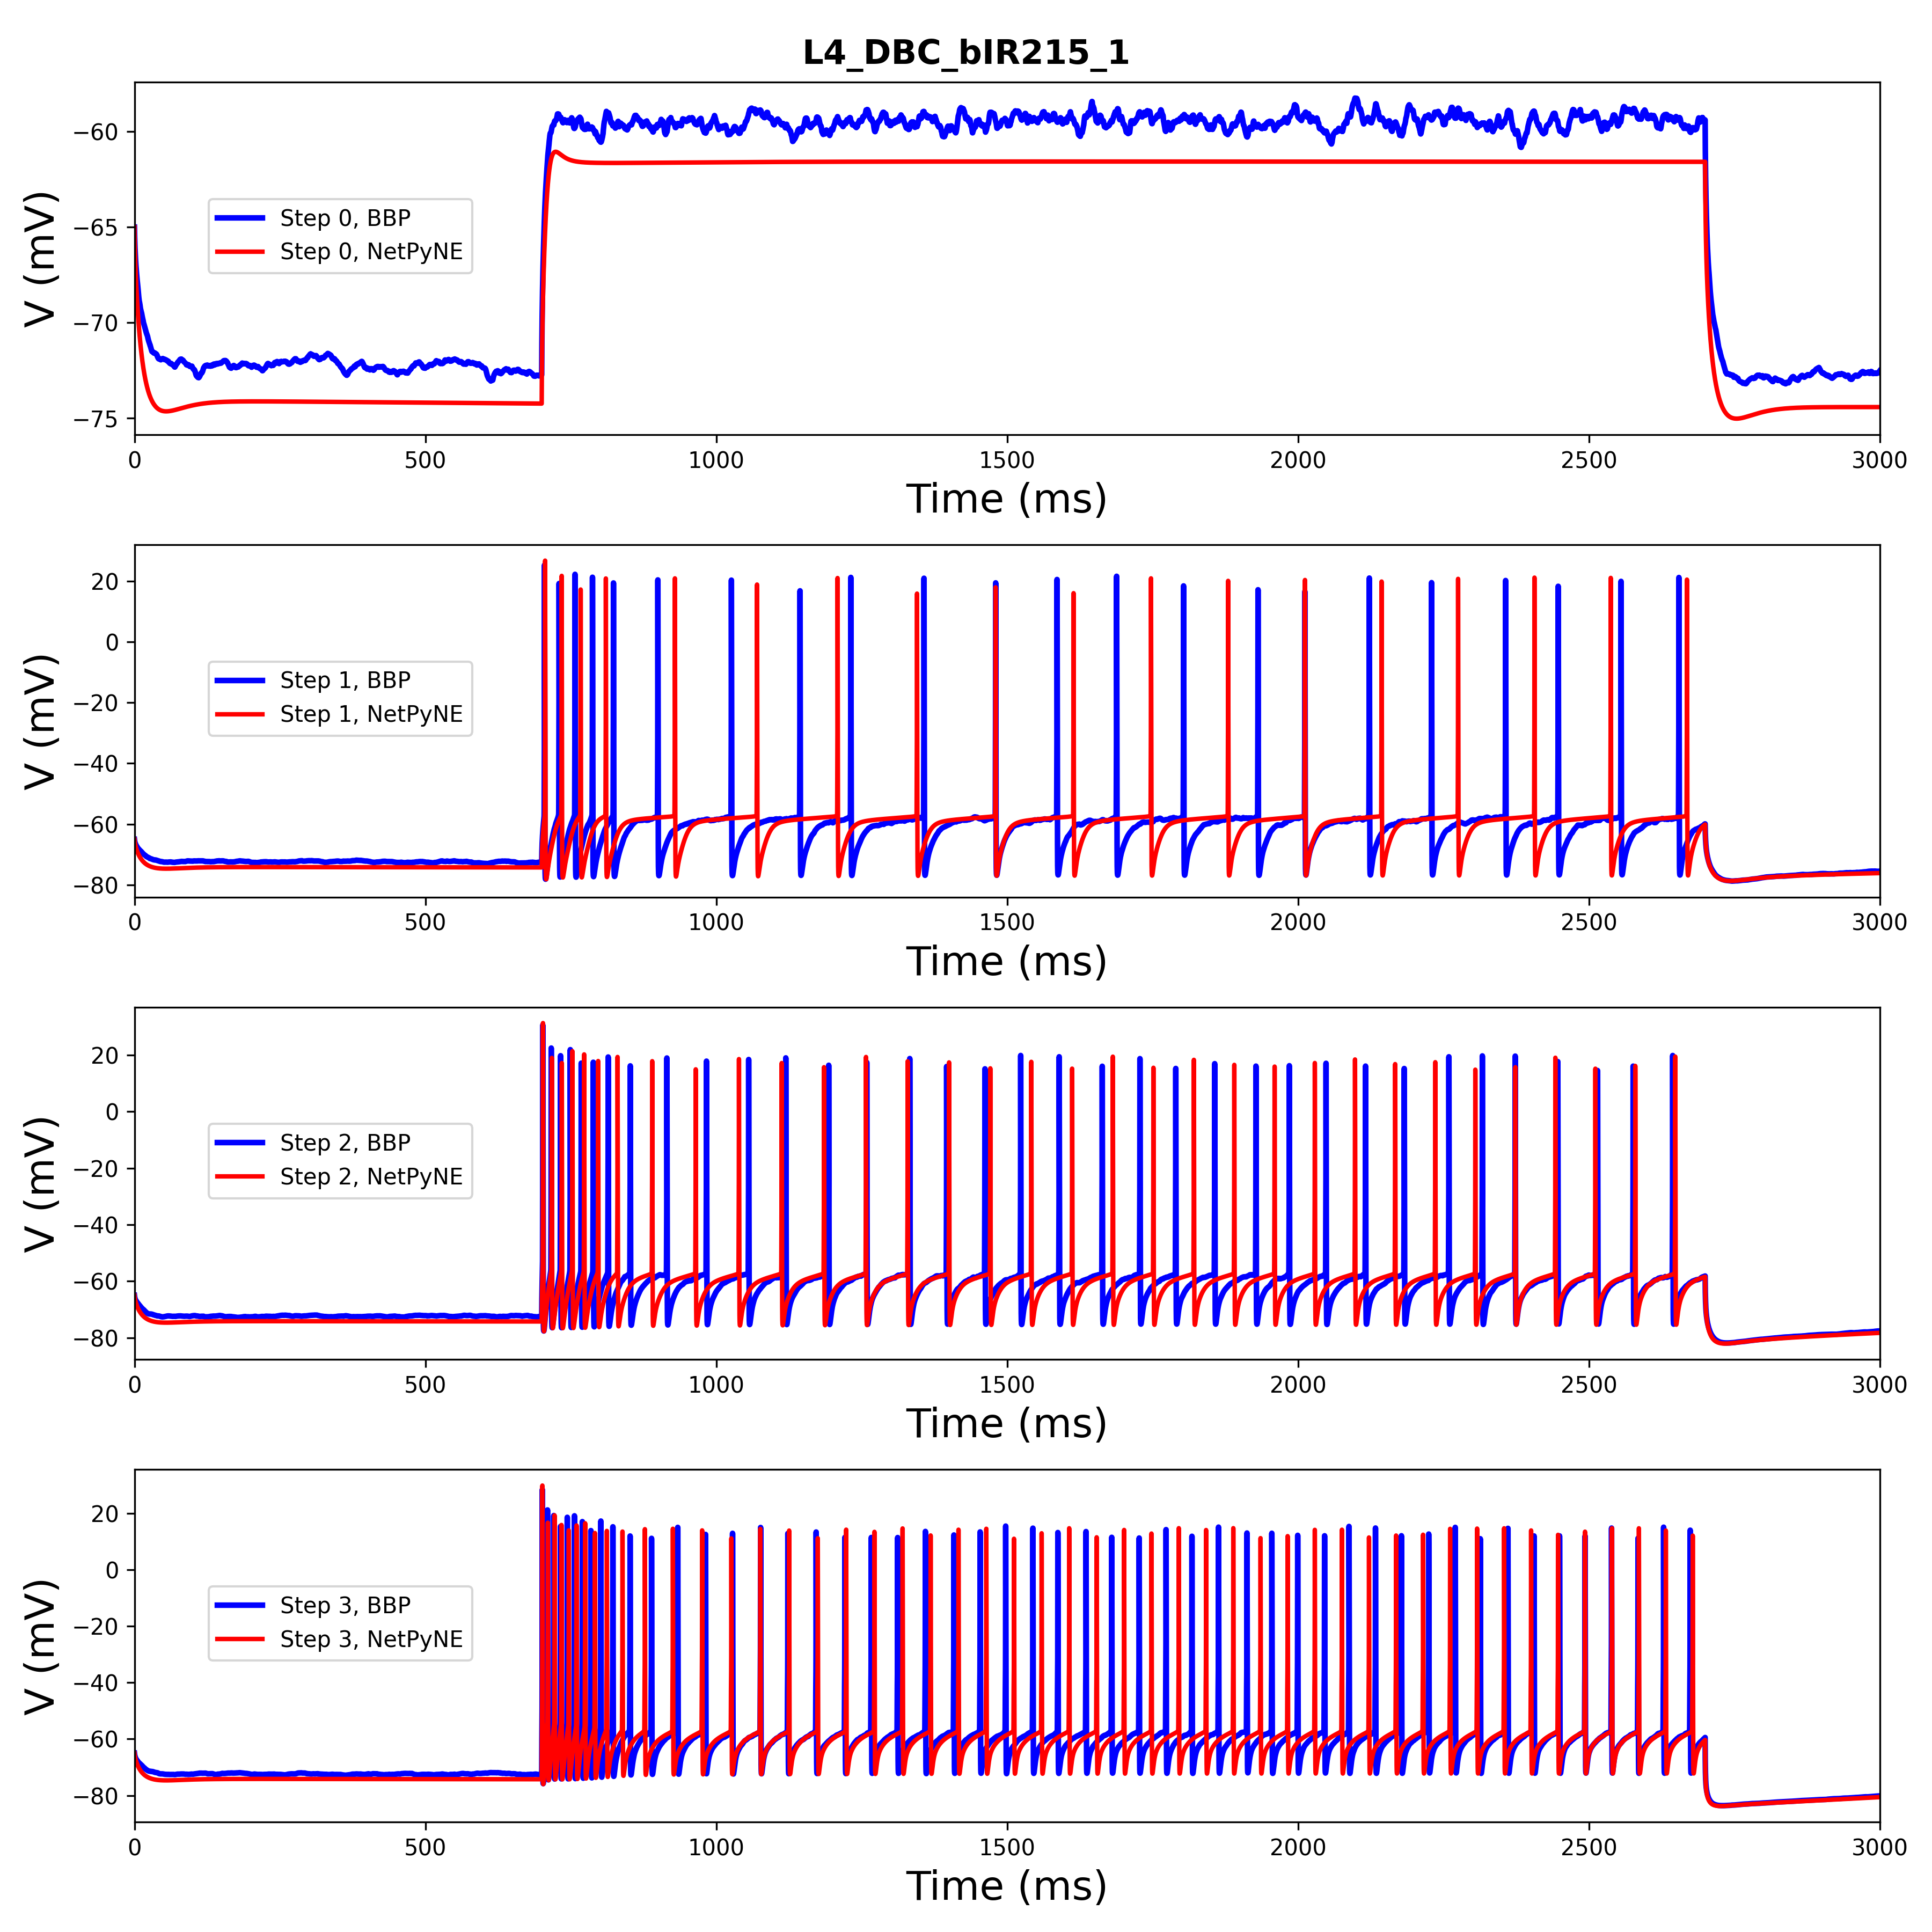 L4_DBC_bIR215_1
V (mV)
−60
−65
−70
−75
Step 0, BBP
Step 0, NetPyNE
0 500 1000 1500 2000 2500 3000
Time (ms)
V (mV)
20
0
−20
−40
−60
−80
Step 1, BBP
Step 1, NetPyNE
0 500 1000 1500 2000 2500 3000
Time (ms)
V (mV)
20
0
−20
−40
−60
−80
Step 2, BBP
Step 2, NetPyNE
0 500 1000 1500 2000 2500 3000
Time (ms)
V (mV)
20
0
−20
−40
−60
−80
Step 3, BBP
Step 3, NetPyNE
0 500 1000 1500 2000 2500 3000
Time (ms)